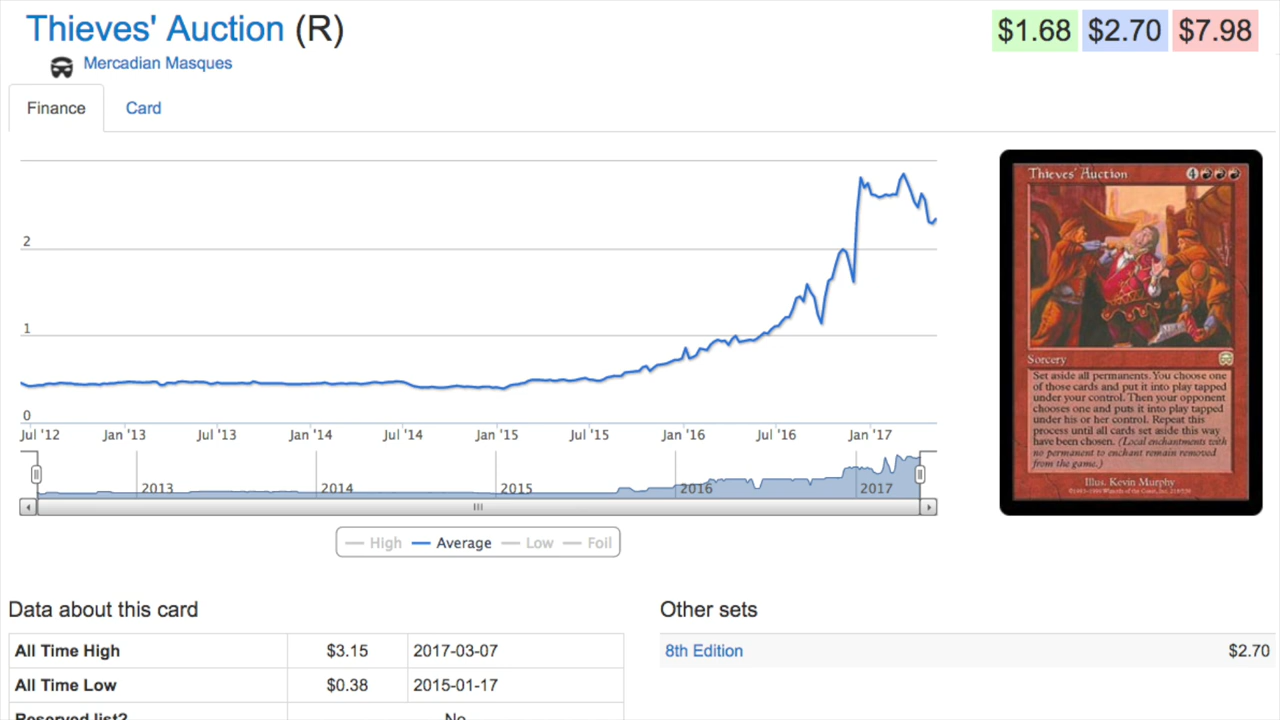 Thieves' Auction (R)
$1.68 $2.70 $7.98
Mercadian Masques
Finance Card
2
1
0
Jul '12 Jan '13 Jul '13 Jan '14 Jul '14 Jan '15 Jul '15 Jan '16 Jul '16 Jan '17
2013 2014 2015 2016 2017
High Average Low Foil
Thieves' Auction 4
Sorcery
Set aside all permanents. You choose one
of those cards and put it into play tapped
under your control. Then your opponent
chooses one and puts it into play tapped
under his or her control. Repeat this
process until all cards set aside this way
have been chosen. (Local enchantments with
no permanent to enchant remain removed
from the game.)
Illus. Kevin Murphy
Data about this card
All Time High $3.15 2017-03-07
All Time Low $0.38 2015-01-17
Reserved list? No
Other sets
8th Edition $2.70